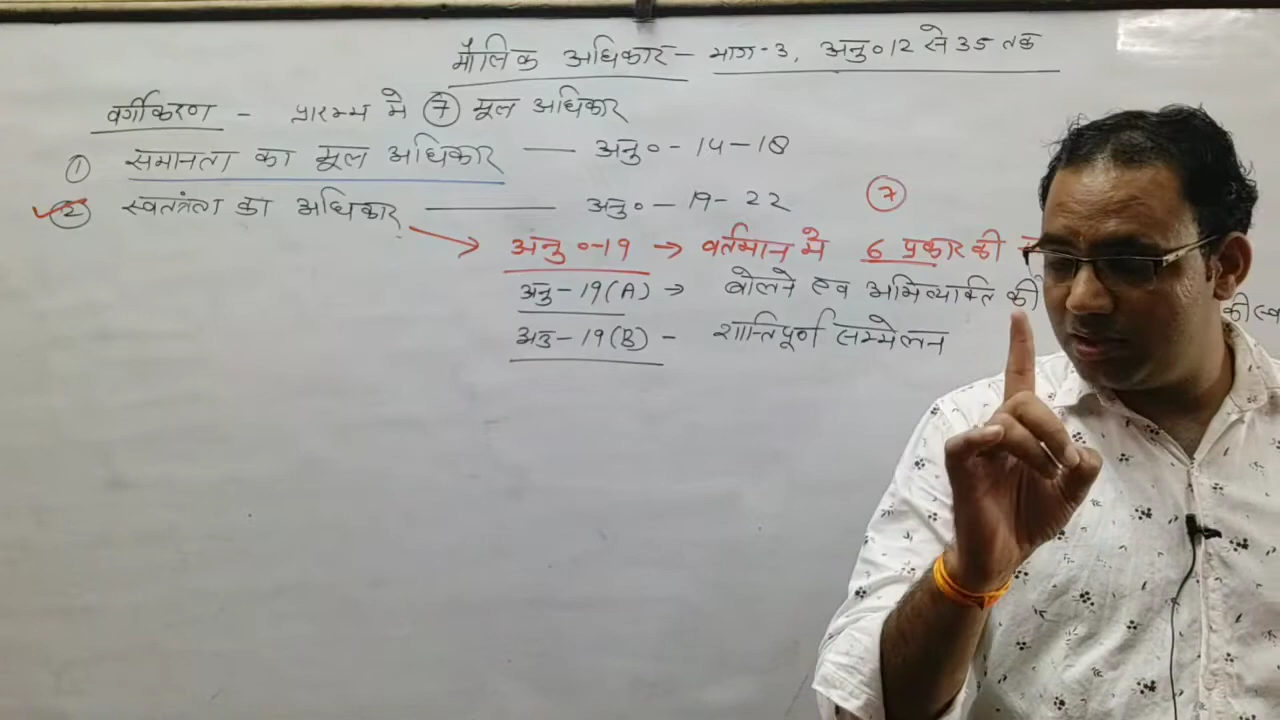 मौलिक अधिकार - भाग-3, अनु० 12 से 35 तक
वर्गीकरण - प्रारम्भ मे 7 मूल अधिकार
1 समानता का मूल अधिकार — अनु० - 14 - 18
2 स्वतंत्रता का अधिकार — अनु० - 19 - 22
7
अनु०-19 → वर्तमान मे 6 प्रकार की
अनु-19(A) → बोलने एव अभिव्यक्ति की
अनु-19(B) - शान्तिपूर्ण सम्मेलन